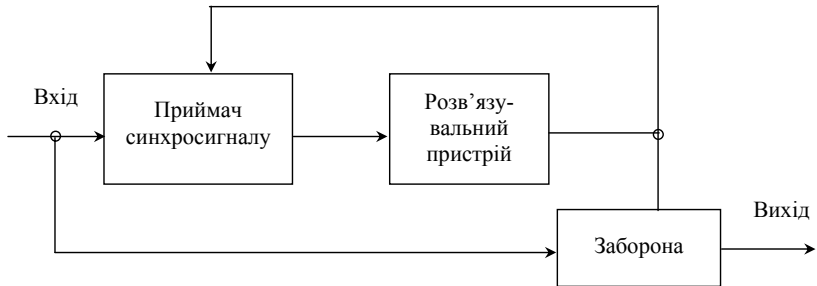 Вхід
Приймач
синхросигналу
Розв’язу-
вальний
пристрій
Заборона
Вихід